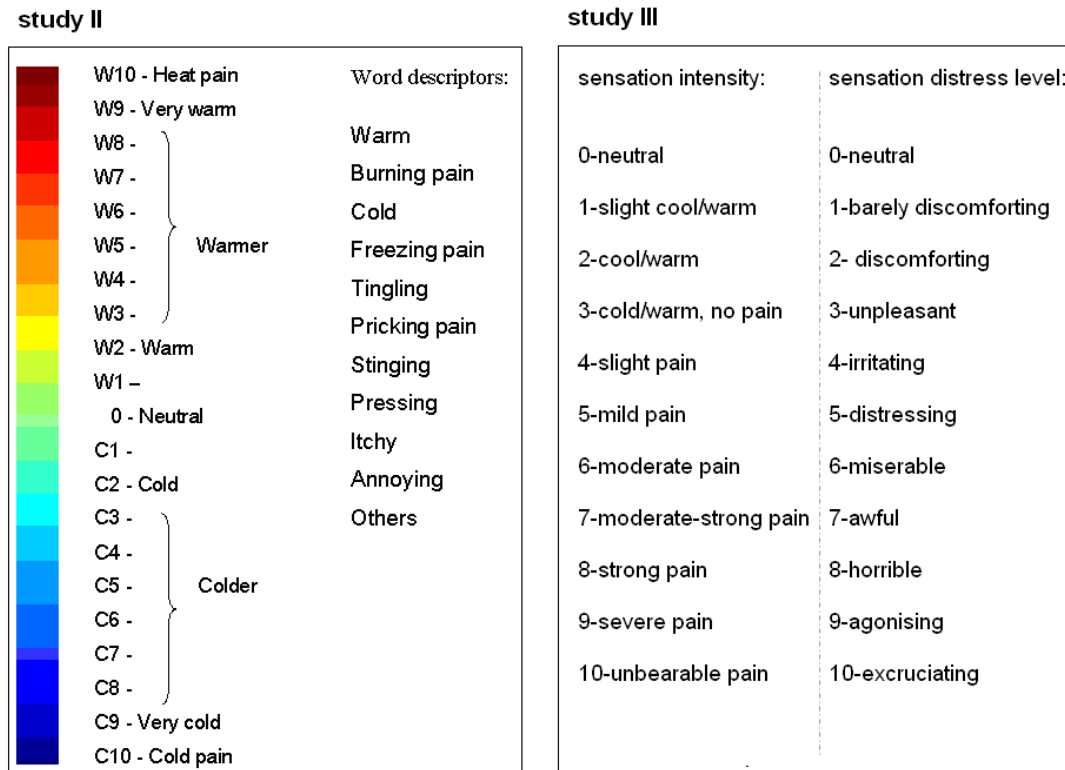 study II
W10 - Heat pain
W9 - Very warm
W8 -
W7 -
W6 -
W5 -
W4 -
W3 -
Warmer
W2 - Warm
W1 –
0 - Neutral
C1 -
C2 - Cold
C3 -
C4 -
C5 -
C6 -
C7 -
C8 -
Colder
C9 - Very cold
C10 - Cold pain
Word descriptors:
Warm
Burning pain
Cold
Freezing pain
Tingling
Pricking pain
Stinging
Pressing
Itchy
Annoying
Others
study III
sensation intensity:
0-neutral
1-slight cool/warm
2-cool/warm
3-cold/warm, no pain
4-slight pain
5-mild pain
6-moderate pain
7-moderate-strong pain
8-strong pain
9-severe pain
10-unbearable pain
sensation distress level:
0-neutral
1-barely discomforting
2- discomforting
3-unpleasant
4-irritating
5-distressing
6-miserable
7-awful
8-horrible
9-agonising
10-excruciating